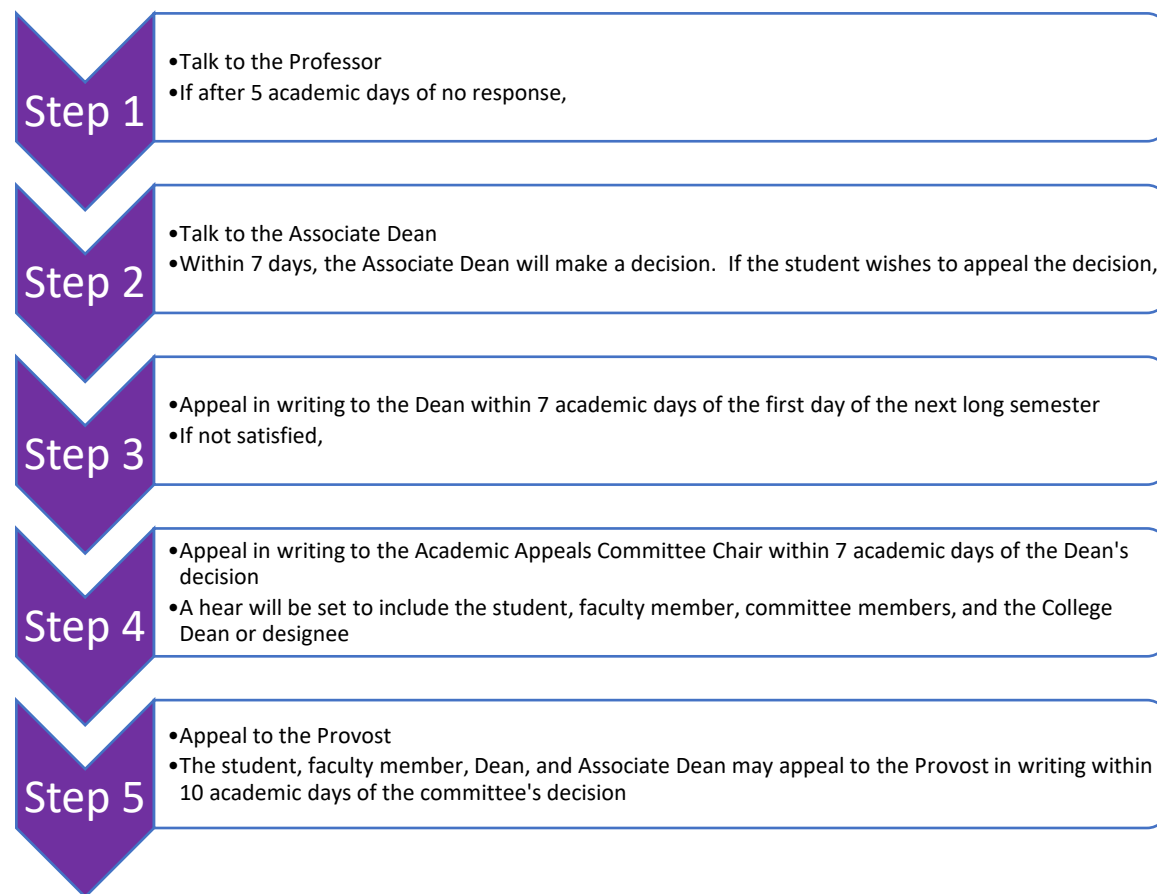 Step 1
•Talk to the Professor
•If after 5 academic days of no response,
Step 2
•Talk to the Associate Dean
•Within 7 days, the Associate Dean will make a decision.  If the student wishes to appeal the decision,
Step 3
•Appeal in writing to the Dean within 7 academic days of the first day of the next long semester
•If not satisfied,
Step 4
•Appeal in writing to the Academic Appeals Committee Chair within 7 academic days of the Dean's
decision
•A hear will be set to include the student, faculty member, committee members, and the College
Dean or designee
Step 5
•Appeal to the Provost
•The student, faculty member, Dean, and Associate Dean may appeal to the Provost in writing within
10 academic days of the committee's decision